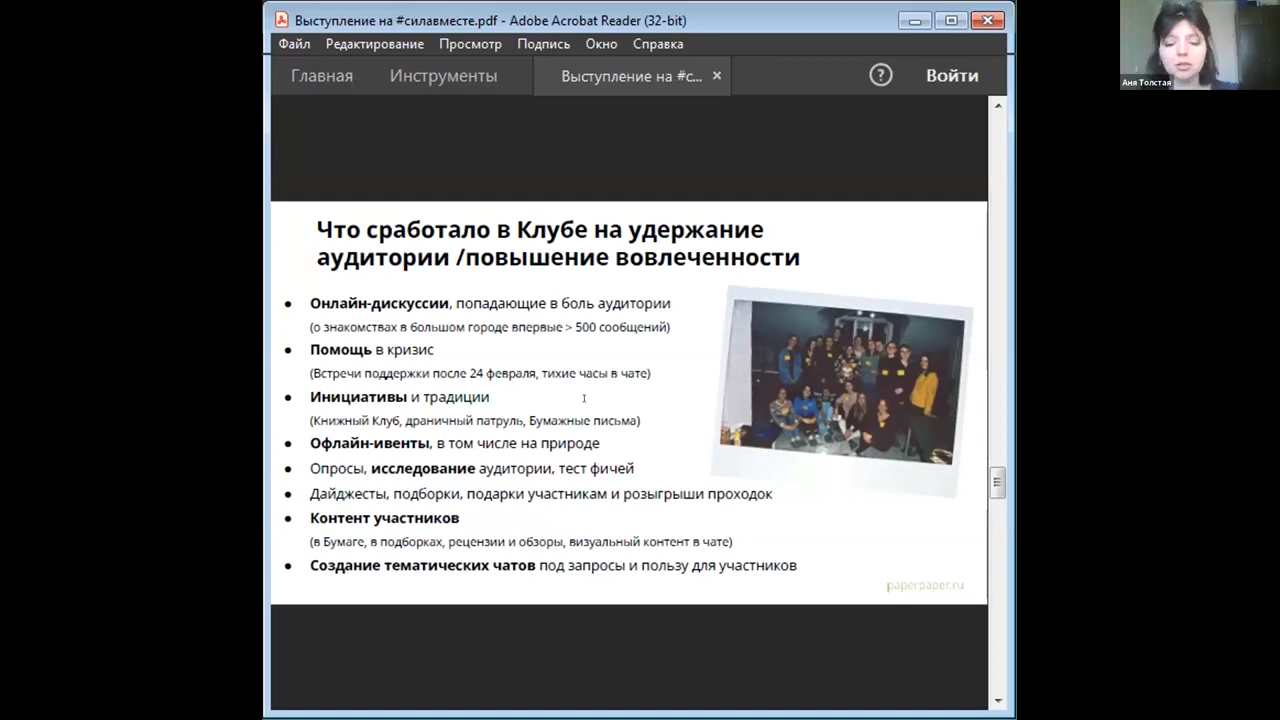 Выступление на #силавместе.pdf - Adobe Acrobat Reader (32-bit)
Файл Редактирование Просмотр Подпись Окно Справка
Главная Инструменты Выступление на #с... × ? Войти
Аня Толстая
Что сработало в Клубе на удержание
аудитории /повышение вовлеченности
● Онлайн-дискуссии, попадающие в боль аудитории
(о знакомствах в большом городе впервые > 500 сообщений)
● Помощь в кризис
(Встречи поддержки после 24 февраля, тихие часы в чате)
● Инициативы и традиции
(Книжный Клуб, драничный патруль, Бумажные письма)
● Офлайн-ивенты, в том числе на природе
● Опросы, исследование аудитории, тест фичей
● Дайджесты, подборки, подарки участникам и розыгрыши проходок
● Контент участников
(в Бумаге, в подборках, рецензии и обзоры, визуальный контент в чате)
● Создание тематических чатов под запросы и пользу для участников
paperpaper.ru